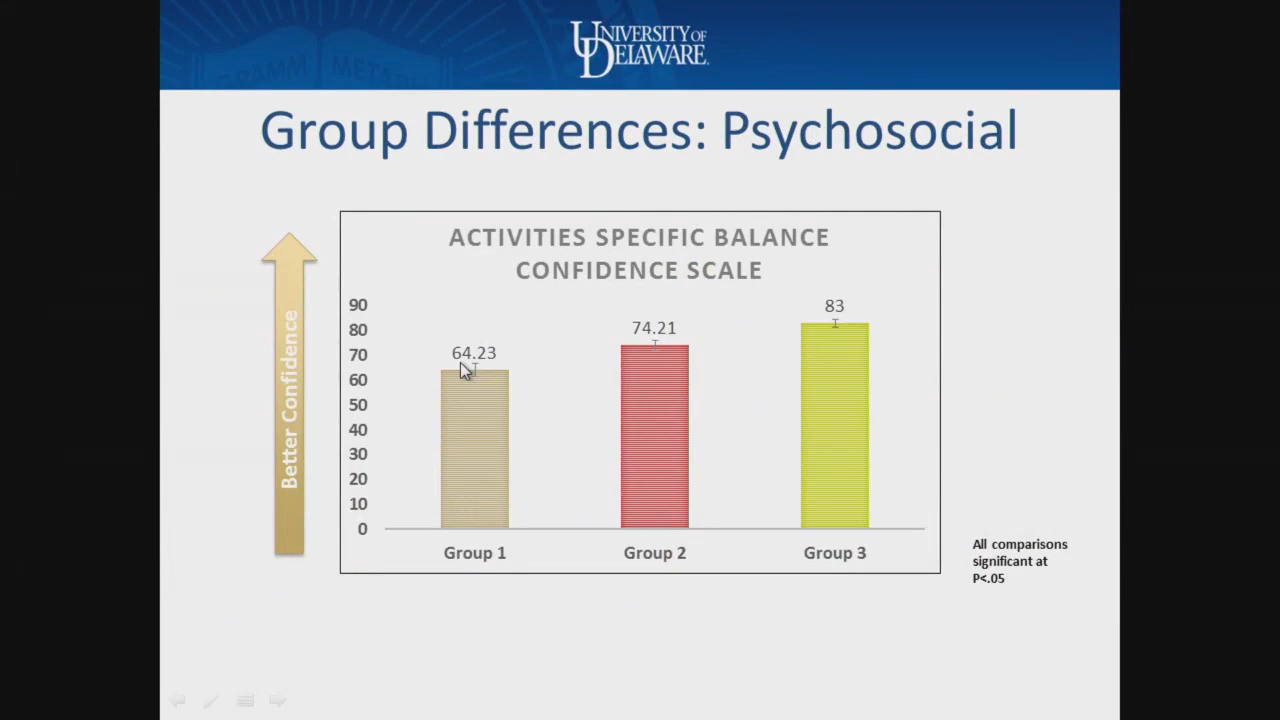 UNIVERSITY OF
DELAWARE
Group Differences: Psychosocial
ACTIVITIES SPECIFIC BALANCE
CONFIDENCE SCALE
Better Confidence
90
80
70
60
50
40
30
20
10
0
64.23
74.21
83
Group 1
Group 2
Group 3
All comparisons
significant at
P<.05